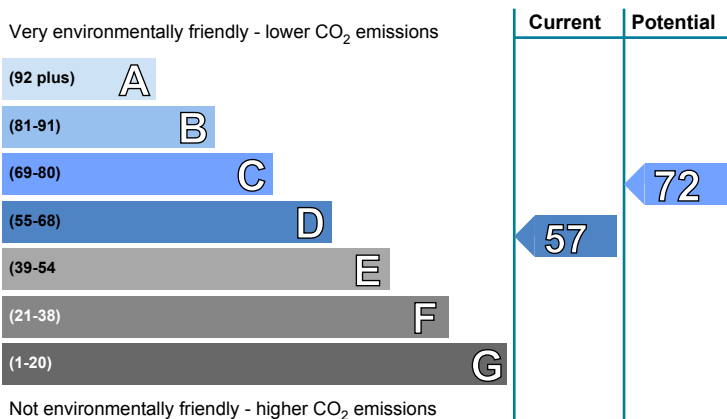 Very environmentally friendly - lower CO2 emissions
Current
Potential
(92 plus) A
(81-91) B
(69-80) C
72
(55-68) D
57
(39-54 E
(21-38) F
(1-20) G
Not environmentally friendly - higher CO2 emissions